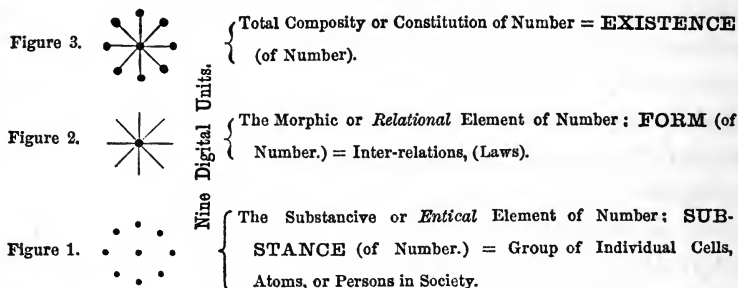 Figure 3. Total Composity or Constitution of Number = EXISTENCE
(of Number).
Figure 2. The Morphic or Relational Element of Number; FORM (of
Number.) = Inter-relations, (Laws).
Figure 1. The Substancive or Entical Element of Number; SUB-
STANCE (of Number.) = Group of Individual Cells,
Atoms, or Persons in Society.
Nine Digital Units.